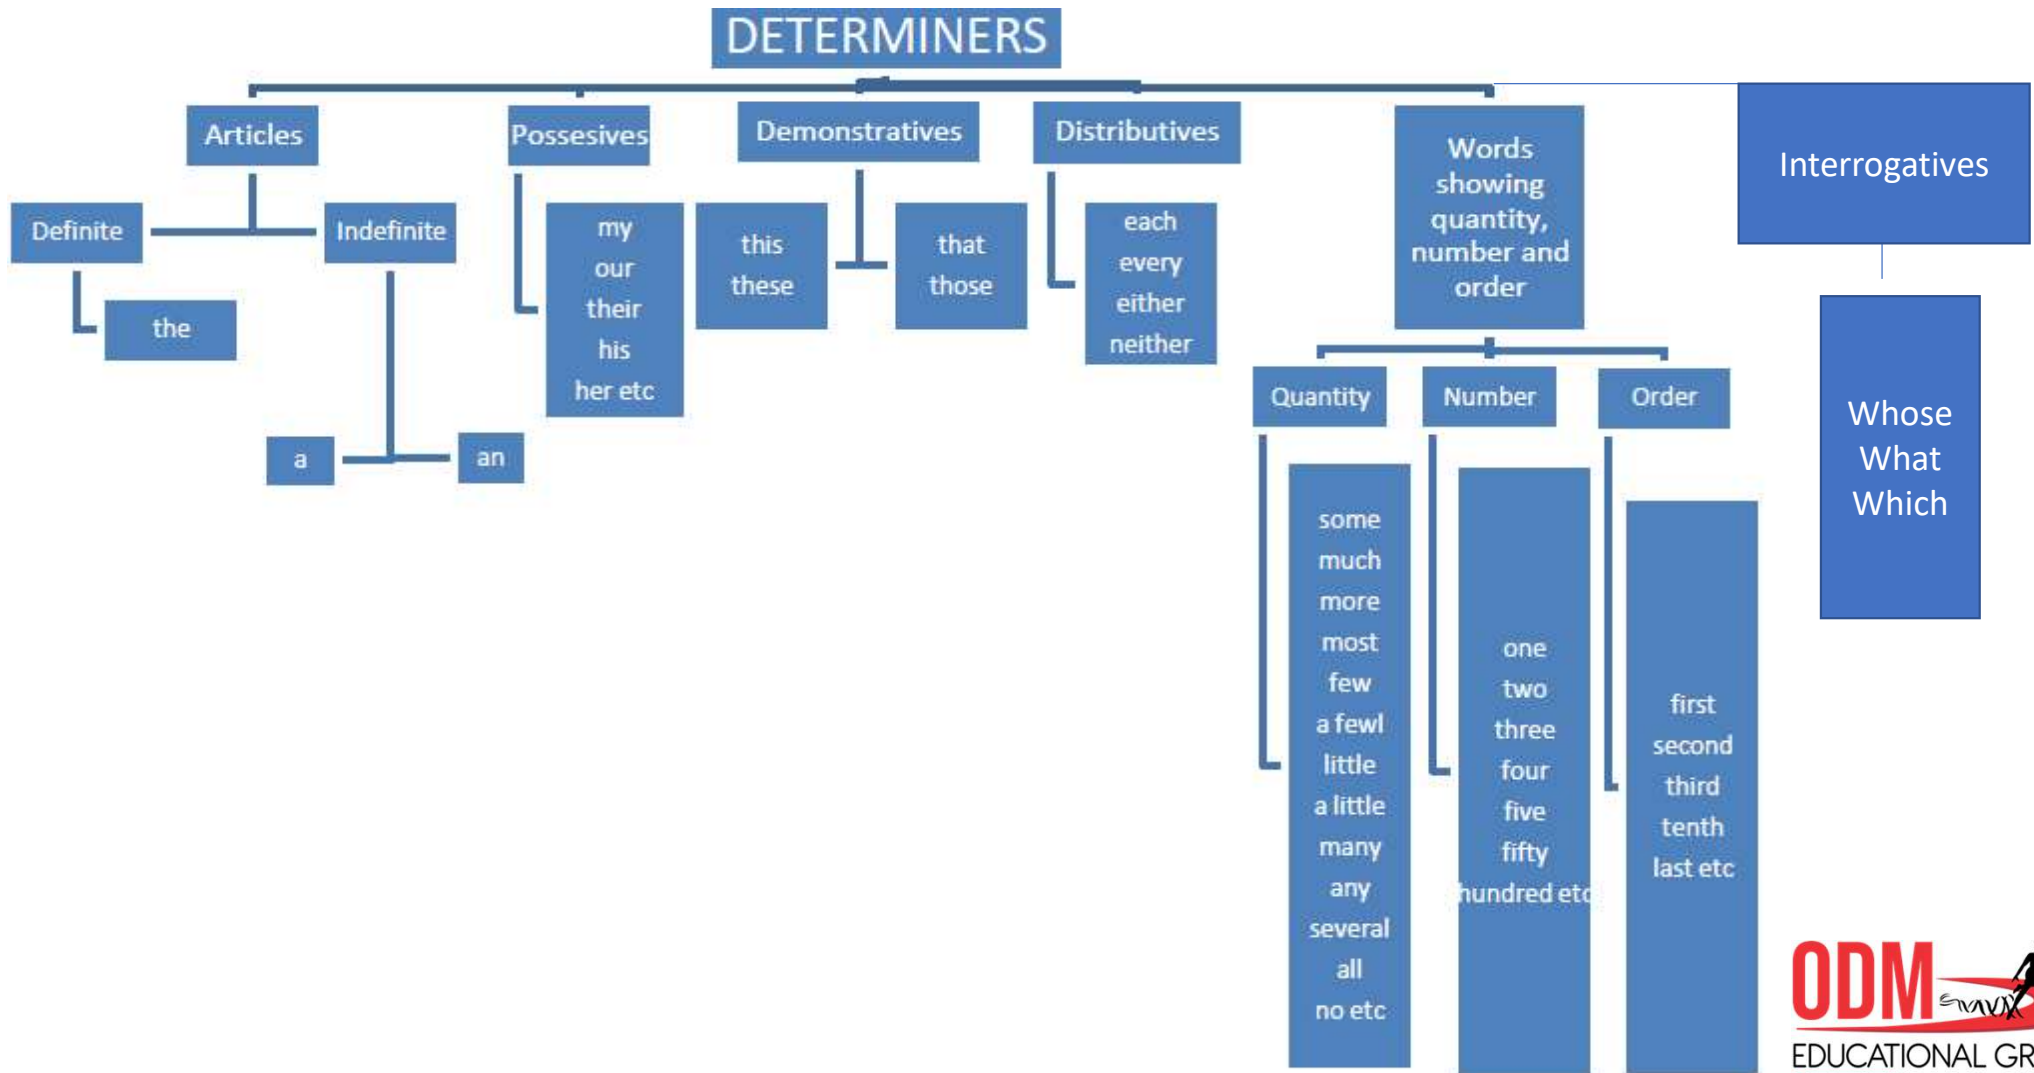 DETERMINERS
Articles
Definite
the
Indefinite
a
an
Possesives
my
our
their
his
her etc
Demonstratives
this
these
that
those
Distributives
each
every
either
neither
Words
showing
quantity,
number and
order
Quantity
some
much
more
most
few
a fewl
little
a little
many
any
several
all
no etc
Number
one
two
three
four
five
fifty
hundred etc
Order
first
second
third
tenth
last etc
Interrogatives
Whose
What
Which
ODM
EDUCATIONAL GR